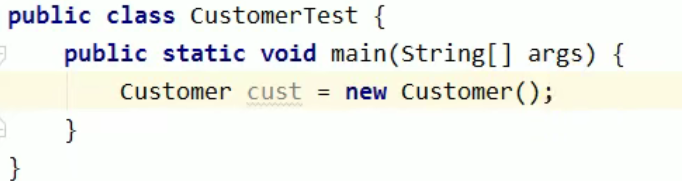 public class CustomerTest {
    public static void main(String[] args) {
        Customer cust = new Customer();
    }
}